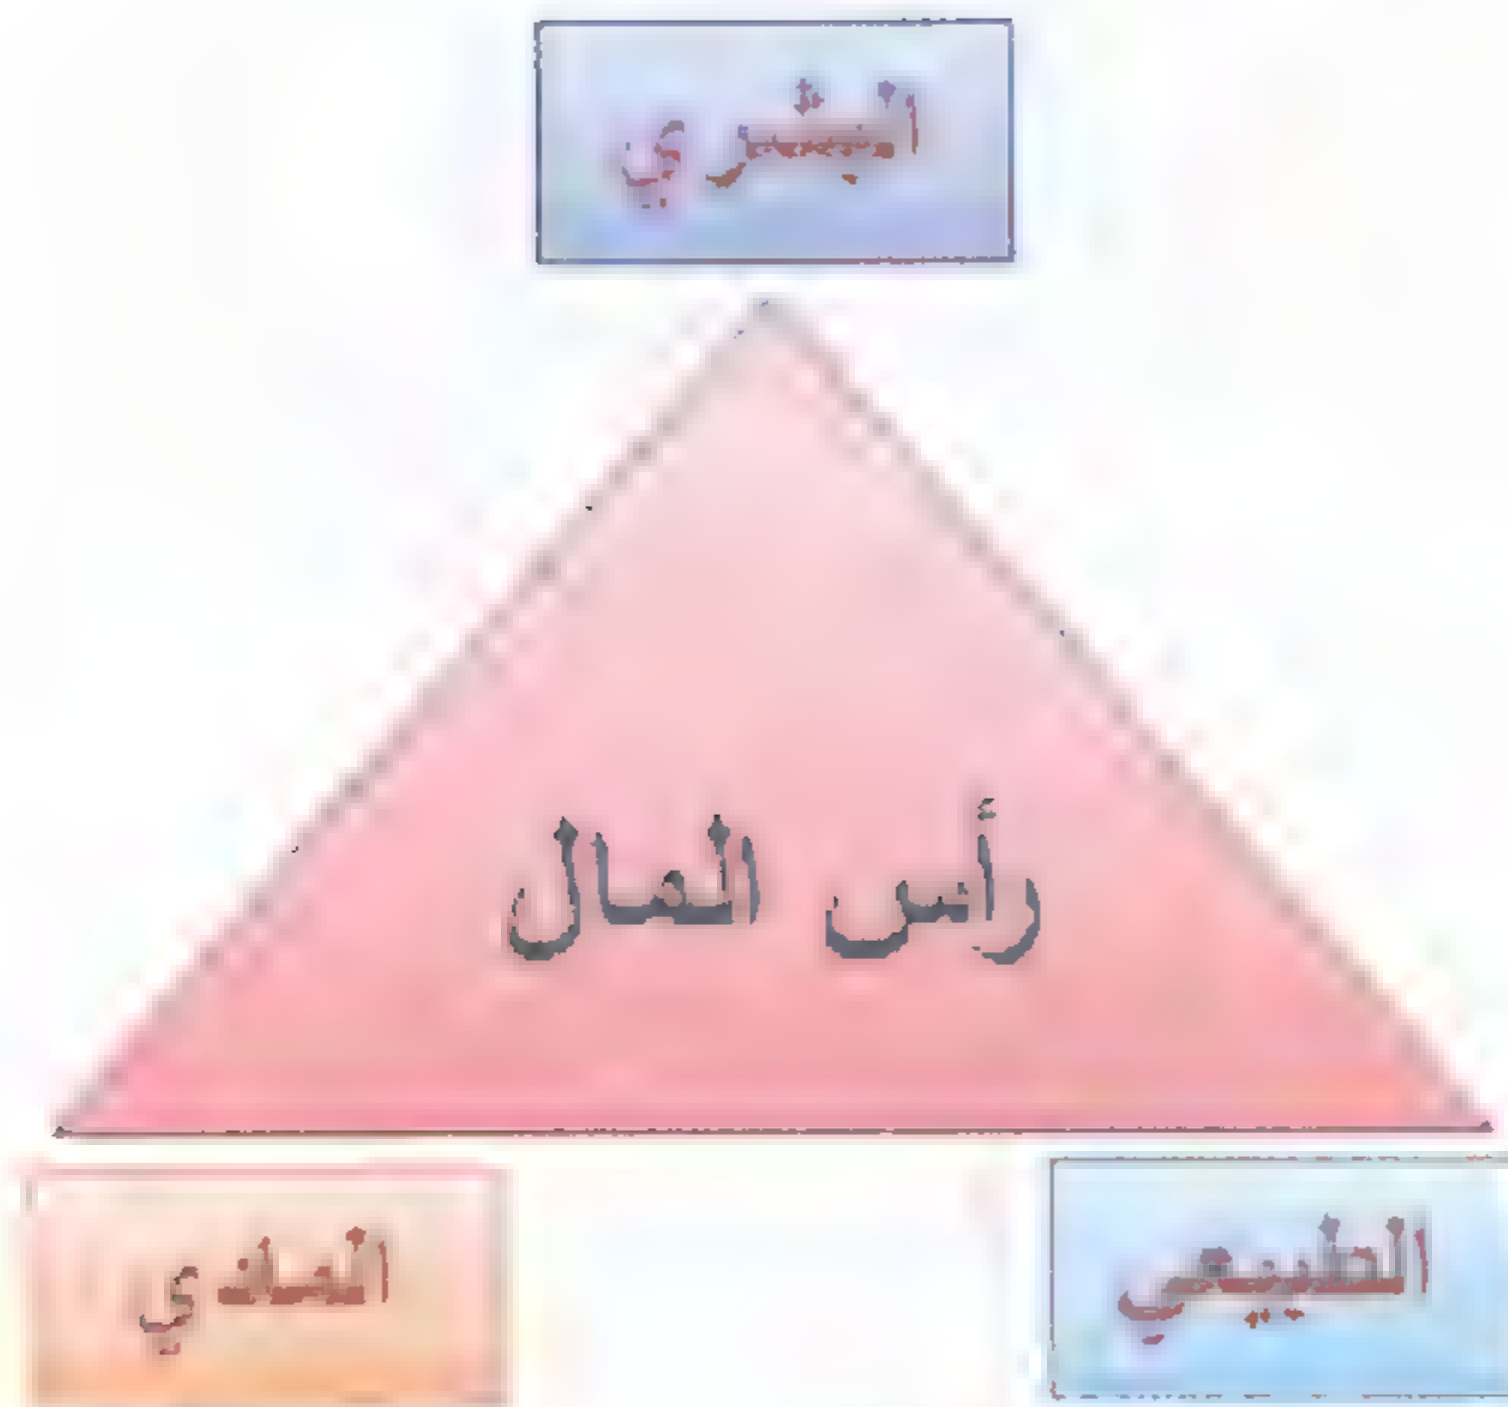 البشري
رأس المال
الطبيعي
المادي